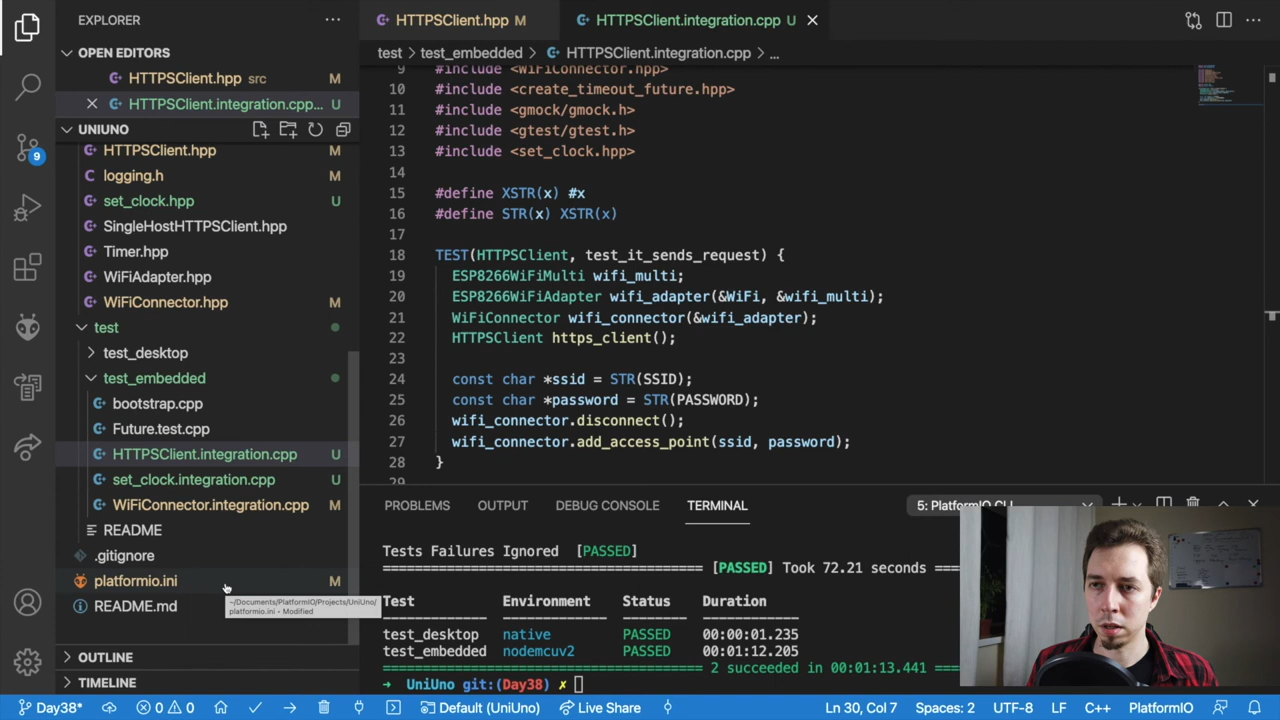 EXPLORER
OPEN EDITORS
HTTPSClient.hpp src M
HTTPSClient.integration.cpp... U
UNIUNO
HTTPSClient.hpp M
logging.h
set_clock.hpp U
SingleHostHTTPSClient.hpp
Timer.hpp
WiFiAdapter.hpp
WiFiConnector.hpp M
test
test_desktop
test_embedded
bootstrap.cpp
Future.test.cpp
HTTPSClient.integration.cpp U
set_clock.integration.cpp U
WiFiConnector.integration.cpp M
README
.gitignore
platformio.ini M
README.md
~/Documents/PlatformIO/Projects/UniUno/
platformio.ini • Modified
OUTLINE
TIMELINE
9
HTTPSClient.hpp M
HTTPSClient.integration.cpp U
test > test_embedded > HTTPSClient.integration.cpp > ...
9 #include <WiFiConnector.hpp>
10 #include <create_timeout_future.hpp>
11 #include <gmock/gmock.h>
12 #include <gtest/gtest.h>
13 #include <set_clock.hpp>
14
15 #define XSTR(x) #x
16 #define STR(x) XSTR(x)
17
18 TEST(HTTPSClient, test_it_sends_request) {
19 ESP8266WiFiMulti wifi_multi;
20 ESP8266WiFiAdapter wifi_adapter(&WiFi, &wifi_multi);
21 WiFiConnector wifi_connector(&wifi_adapter);
22 HTTPSClient https_client();
23
24 const char *ssid = STR(SSID);
25 const char *password = STR(PASSWORD);
26 wifi_connector.disconnect();
27 wifi_connector.add_access_point(ssid, password);
28 }
29
PROBLEMS OUTPUT DEBUG CONSOLE TERMINAL 5: PlatformIO CLI
Tests Failures Ignored [PASSED]
[PASSED] Took 72.21 seconds
Test Environment Status Duration
test_desktop native PASSED 00:00:01.235
test_embedded nodemcuv2 PASSED 00:01:12.205
2 succeeded in 00:01:13.441
➜ UniUno git:(Day38) ✗
Day38* 0 0 Default (UniUno) Live Share Ln 30, Col 7 Spaces: 2 UTF-8 LF C++ PlatformIO